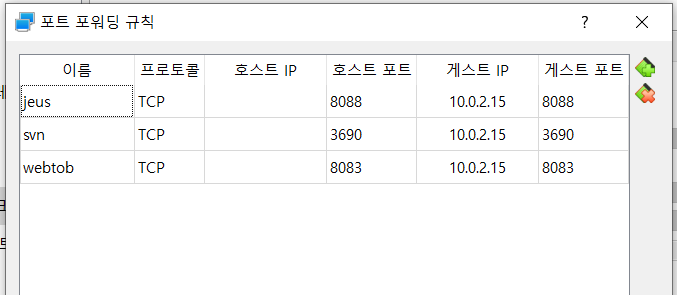 포트 포워딩 규칙 ?
이름 프로토콜 호스트 IP 호스트 포트 게스트 IP 게스트 포트
jeus TCP 8088 10.0.2.15 8088
svn TCP 3690 10.0.2.15 3690
webtob TCP 8083 10.0.2.15 8083